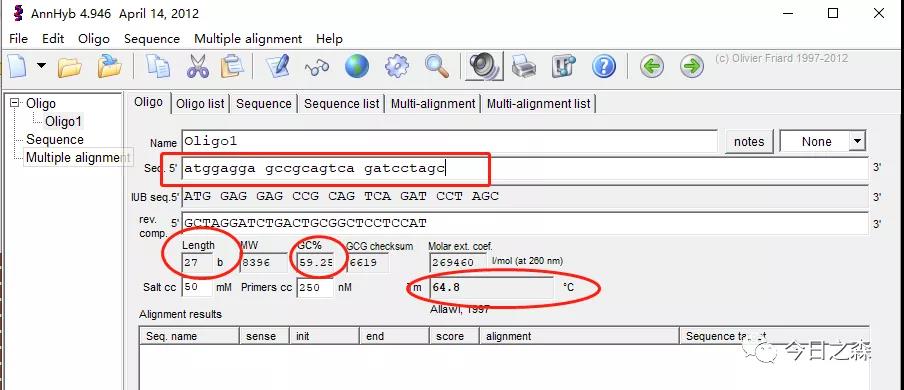 AnnHyb 4.946 April 14, 2012
File Edit Oligo Sequence Multiple alignment Help
(c) Olivier Friard 1997-2012
Oligo
Oligo1
Sequence
Multiple alignment
Oligo Oligo list Sequence Sequence list Multi-alignment Multi-alignment list
Name Oligo1 notes None
Seq. 5' atggagga gccgcagtca gatcctagc 3'
IUB seq. 5' ATG GAG GAG CCG CAG TCA GAT CCT AGC 3'
rev. comp. 5' GCTAGGATCTGACTGCGGCTCCTCCAT 3'
Length MW GC% GCG checksum Molar ext. coef.
27 b 8396 59.25 6619 269460 l/mol (at 260 nm)
Salt cc 50 mM Primers cc 250 nM Tm 64.8 °C
Allawi, 1997
Alignment results
Seq. name sense init end score alignment Sequence
今日之森